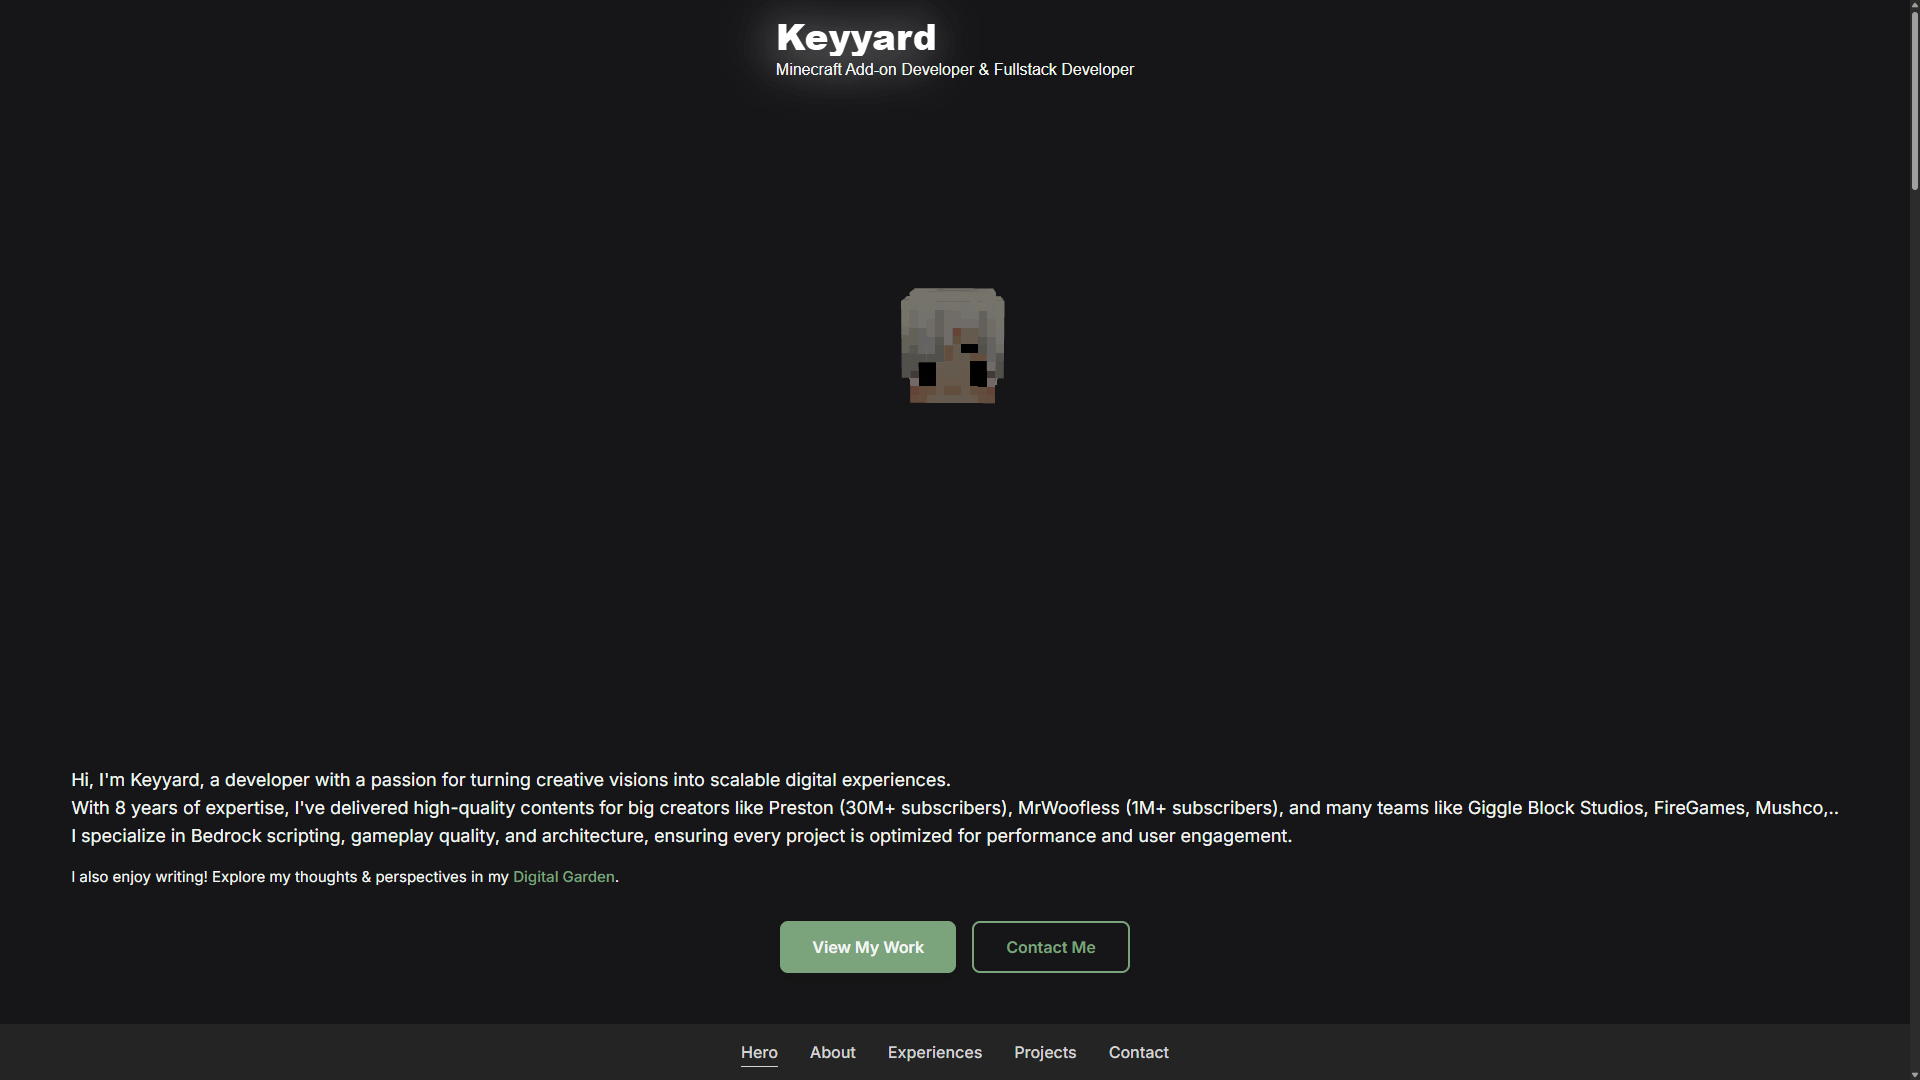 Keyyard
Minecraft Add-on Developer & Fullstack Developer
Hi, I'm Keyyard, a developer with a passion for turning creative visions into scalable digital experiences.
With 8 years of expertise, I've delivered high-quality contents for big creators like Preston (30M+ subscribers), MrWoofless (1M+ subscribers), and many teams like Giggle Block Studios, FireGames, Mushco,..
I specialize in Bedrock scripting, gameplay quality, and architecture, ensuring every project is optimized for performance and user engagement.
I also enjoy writing! Explore my thoughts & perspectives in my Digital Garden.
View My Work
Contact Me
Hero
About
Experiences
Projects
Contact